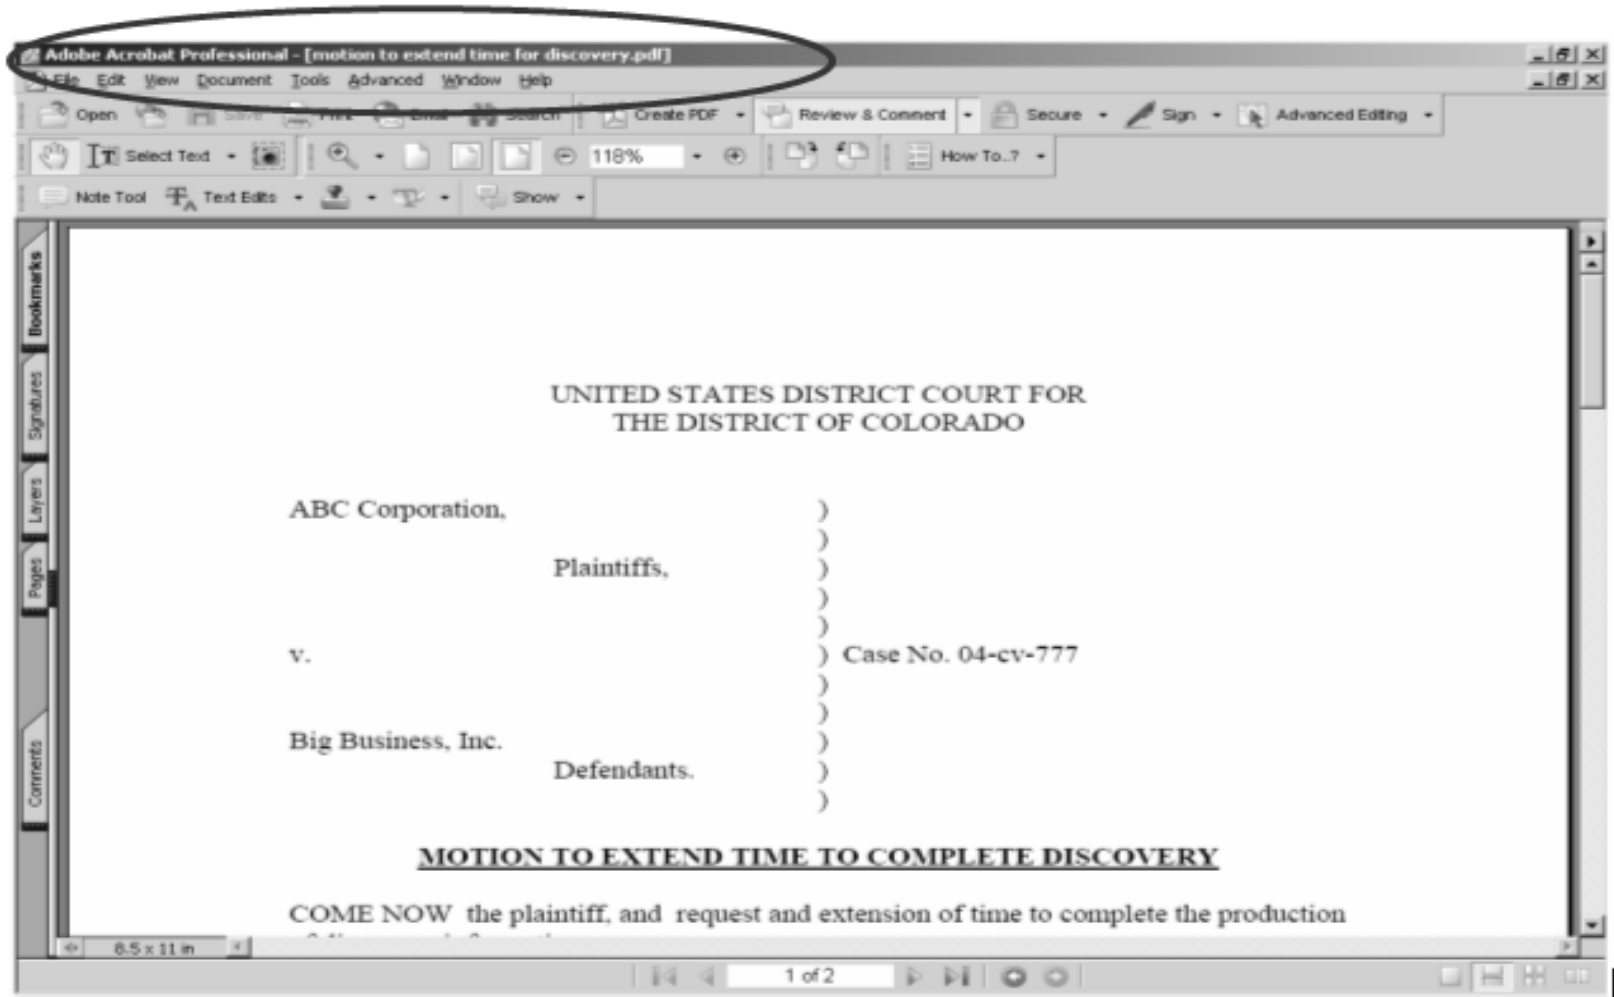 Adobe Acrobat Professional - [motion to extend time for discovery.pdf]
File Edit View Document Tools Advanced Window Help
Open Save Print Email Search Create PDF Review & Comment Secure Sign Advanced Editing
Select Text 118% How To..?
Note Tool Text Edits Show
Bookmarks
Signatures
Layers
Pages
Comments
UNITED STATES DISTRICT COURT FOR
THE DISTRICT OF COLORADO
ABC Corporation, )
)
Plaintiffs, )
)
)
v. ) Case No. 04-cv-777
)
)
Big Business, Inc. )
Defendants. )
)
MOTION TO EXTEND TIME TO COMPLETE DISCOVERY
COME NOW the plaintiff, and request and extension of time to complete the production
8.5 x 11 in
1 of 2